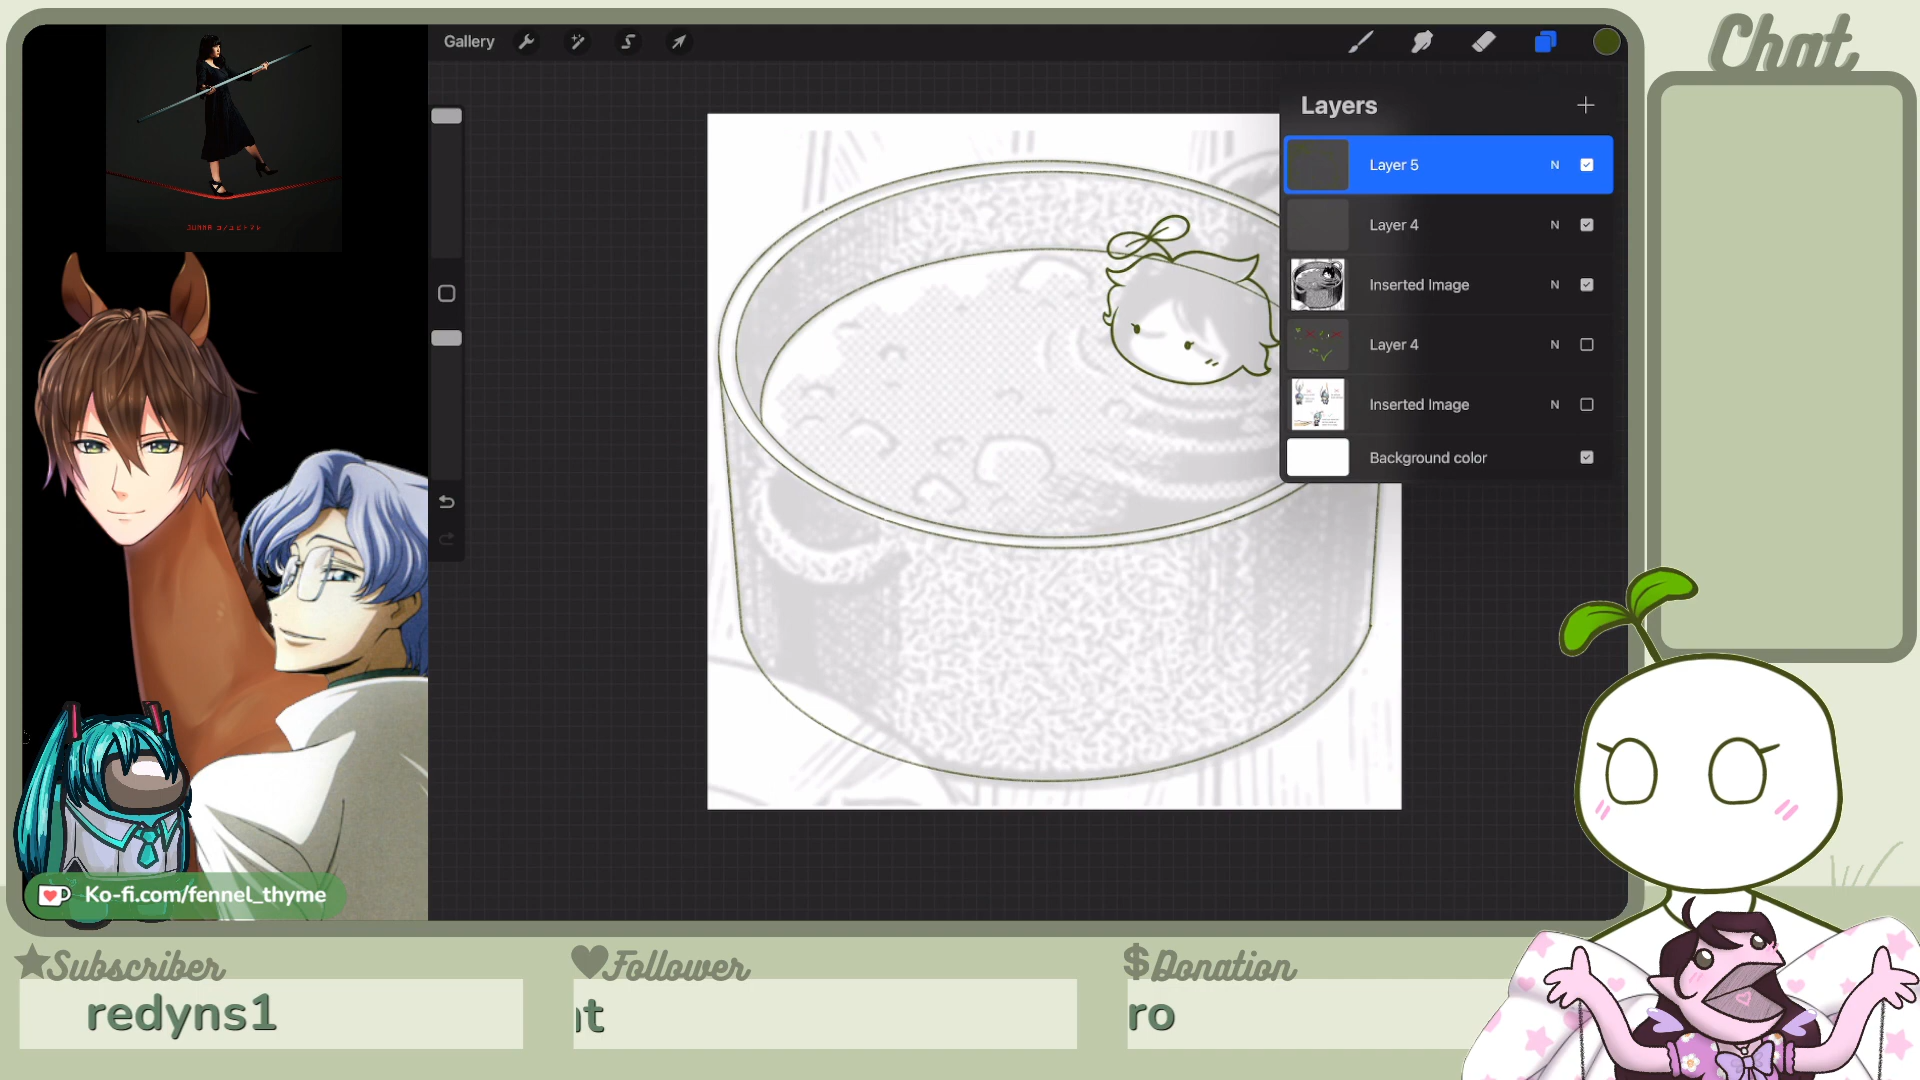 Chat
Gallery
Layers
Layer 5 N
Layer 4 N
Inserted Image N
Layer 4 N
Inserted Image N
Background color
Ko-fi.com/fennel_thyme
Subscriber
Follower
Donation
redyns1
ro